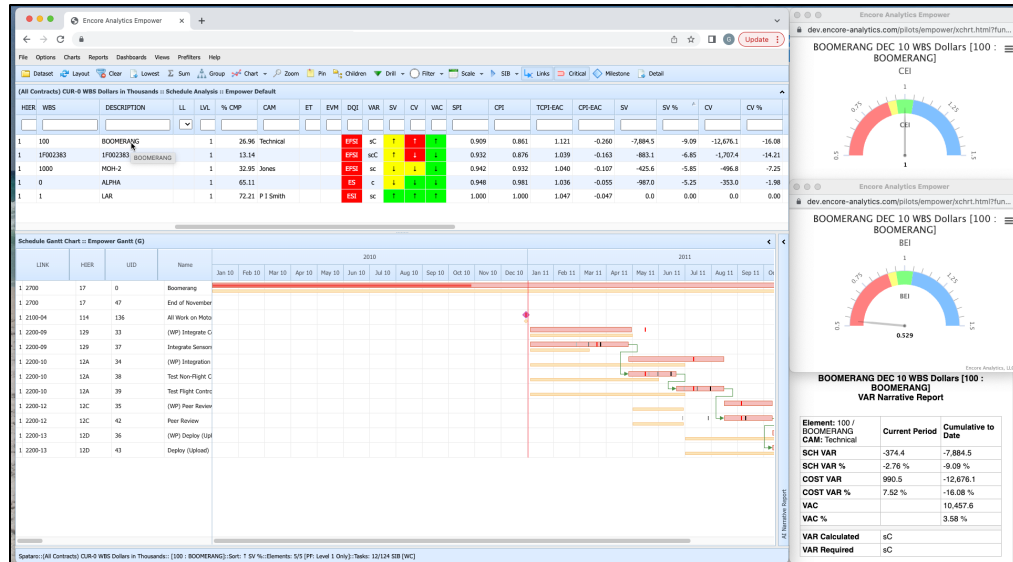 Encore Analytics Empower
Update
File Options Charts Reports Dashboards Views Prefilters Help
Dataset Layout Clear Lowest Sum Group Chart Zoom Pin Children Drill Filter Scale SIB Links Critical Milestone Detail
(All Contracts) CUR-0 WBS Dollars in Thousands :: Schedule Analysis :: Empower Default
HIER WBS DESCRIPTION LL LVL % CMP CAM ET EVM DQI VAR SV CV VAC SPI CPI TCPI-EAC CPI-EAC SV SV % CV CV %
1 100 BOOMERANG 1 26.96 Technical EFSI sC ↑ ↑ ↑ 0.909 0.861 1.121 -0.260 -7,884.5 -9.09 -12,676.1 -16.08
1 1F002383 1F002383 1 13.14 EFSI scC ↑ ↓ ↓ 0.932 0.876 1.039 -0.163 -883.1 -6.85 -1,707.4 -14.21
BOOMERANG
1 1000 MOH-2 1 32.95 Jones EFSI sc ↓ ↓ ↓ 0.942 0.932 1.040 -0.107 -425.6 -5.85 -496.8 -7.25
1 0 ALPHA 1 65.11 ES c ↓ ↓ ↓ 0.948 0.981 1.036 -0.055 -987.0 -5.25 -353.0 -1.98
1 1 LAR 1 72.21 P I Smith ESI sc ↑ ↑ ↑ 1.000 1.000 1.047 -0.047 0.0 0.00 0.0 0.00
Schedule Gantt Chart :: Empower Gantt (G)
LINK HIER UID Name
2010 2011
Jan 10 Feb 10 Mar 10 Apr 10 May 10 Jun 10 Jul 10 Aug 10 Sep 10 Oct 10 Nov 10 Dec 10 Jan 11 Feb 11 Mar 11 Apr 11 May 11 Jun 11 Jul 11 Aug 11 Sep 11
1 2700 17 0 Boomerang
1 2700 17 47 End of November
1 2100-04 114 136 All Work on Moto
1 2200-09 129 33 (WP) Integrate C
1 2200-09 129 37 Integrate Sensor
1 2200-10 12A 34 (WP) Integration
1 2200-10 12A 38 Test Non-Flight C
1 2200-10 12A 39 Test Flight Contro
1 2200-12 12C 35 (WP) Peer Review
1 2200-12 12C 42 Peer Review
1 2200-13 12D 36 (WP) Deploy (Upl
1 2200-13 12D 43 Deploy (Upload)
AI Narrative Report
Spataro::(All Contracts) CUR-0 WBS Dollars in Thousands:: [100 : BOOMERANG]::Sort: ↑ SV %::Elements: 5/5 [PF: Level 1 Only]::Tasks: 12/124 SIB [WC]
Encore Analytics Empower
dev.encore-analytics.com/pilots/empower/xchrt.html?fun...
BOOMERANG DEC 10 WBS Dollars [100 :
BOOMERANG]
CEI
0.5 0.75 1 1.25 1.5
CEI
1
Encore Analytics Empower
dev.encore-analytics.com/pilots/empower/xchrt.html?fun...
BOOMERANG DEC 10 WBS Dollars [100 :
BOOMERANG]
BEI
0.5 0.75 1 1.25 1.5
BEI
0.529
Encore Analytics, LL
BOOMERANG DEC 10 WBS Dollars [100 :
BOOMERANG]
VAR Narrative Report
Element: 100 / BOOMERANG CAM: Technical Current Period Cumulative to Date
SCH VAR -374.4 -7,884.5
SCH VAR % -2.76 % -9.09 %
COST VAR 990.5 -12,676.1
COST VAR % 7.52 % -16.08 %
VAC 10,457.6
VAC % 3.58 %
VAR Calculated sC
VAR Required sC